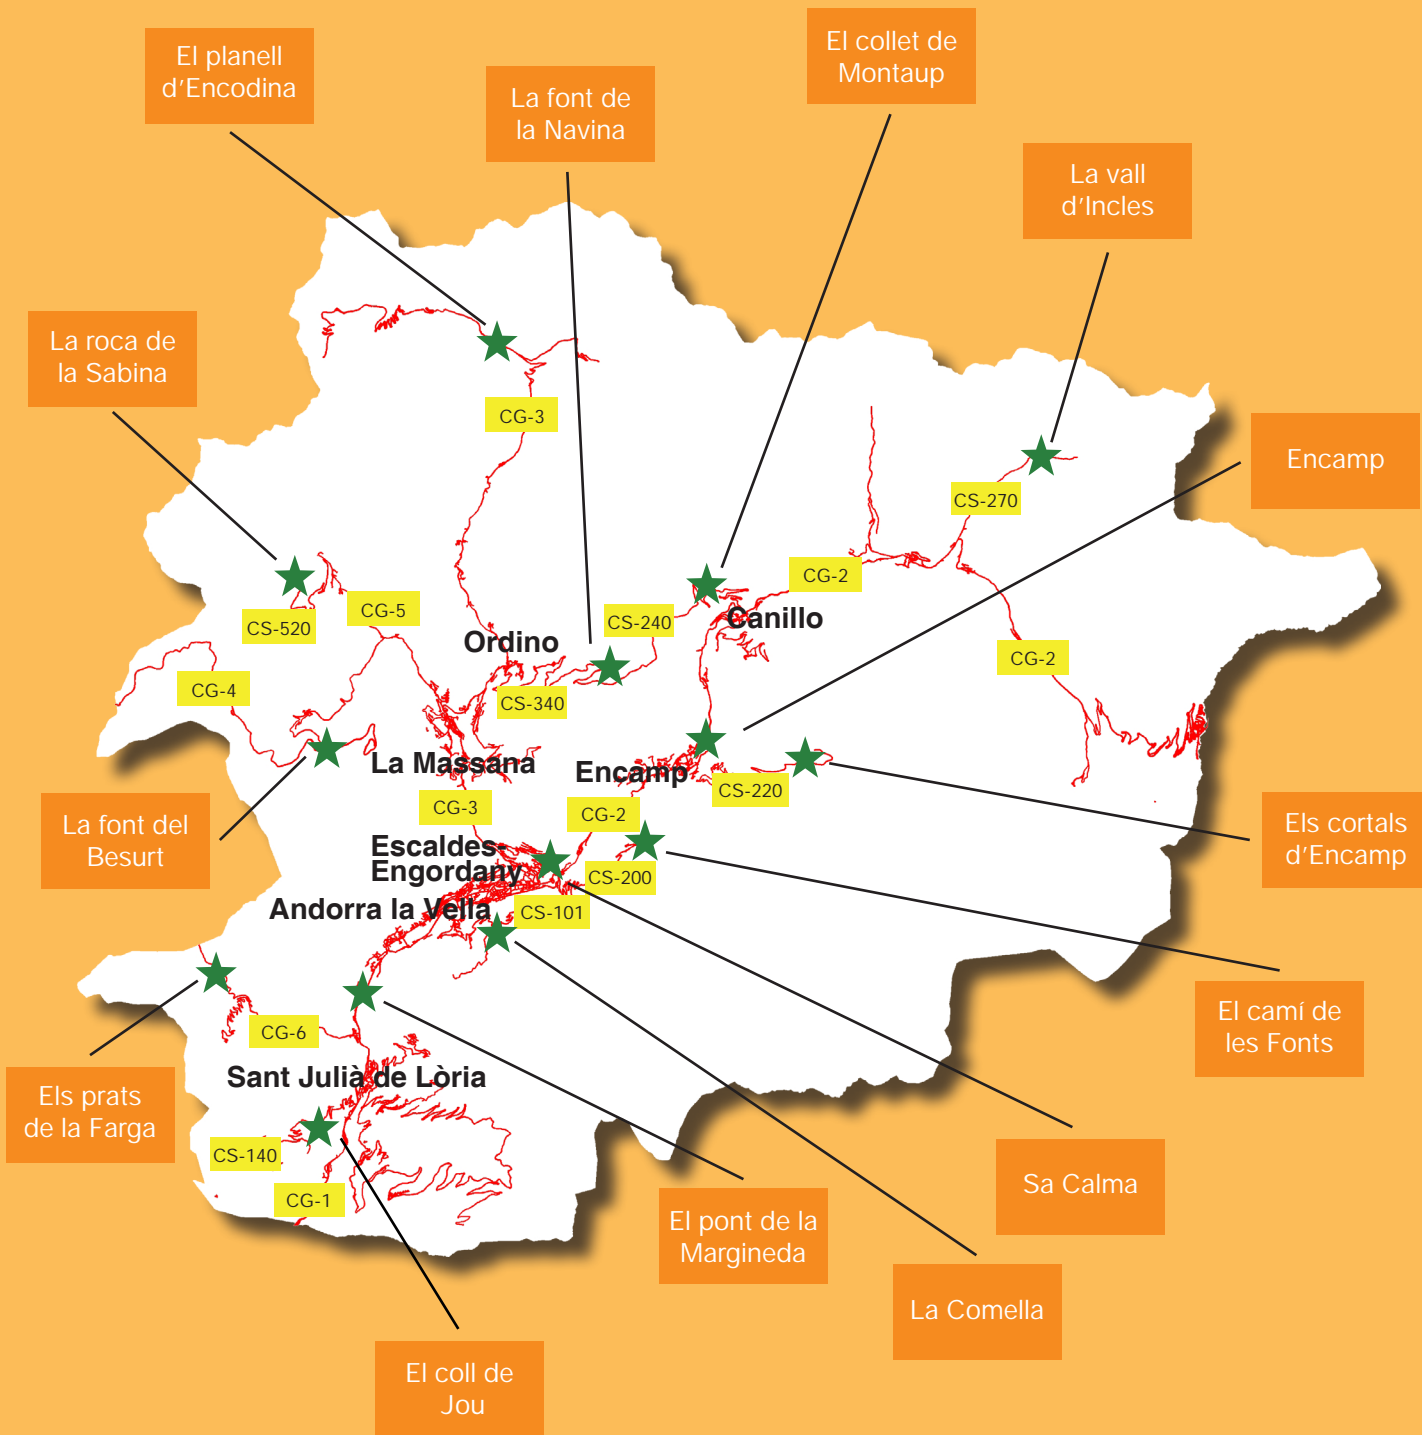 El planell
d'Encodina
La font de
la Navina
El collet de
Montaup
La vall
d'Incles
La roca de
la Sabina
Encamp
CG-3
CS-270
CG-2
CS-520
CG-5
CS-240
Canillo
Ordino
CG-2
CG-4
CS-340
La Massana
Encamp
CS-220
CG-3
CG-2
La font del
Besurt
Els cortals
d'Encamp
Escaldes-
Engordany
CS-200
Andorra la Vella
CS-101
El camí de
les Fonts
CG-6
Sant Julià de Lòria
Els prats
de la Farga
CS-140
CG-1
Sa Calma
El pont de la
Margineda
La Comella
El coll de
Jou